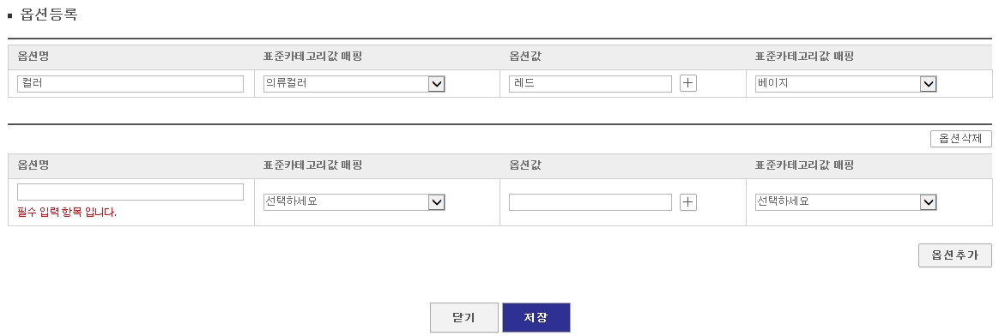 옵션등록
옵션명 표준카테고리값 매핑 옵션값 표준카테고리값 매핑
컬러 의류컬러 레드 베이지
옵션삭제
옵션명 표준카테고리값 매핑 옵션값 표준카테고리값 매핑
선택하세요 선택하세요
필수 입력 항목 입니다.
옵션추가
닫기 저장